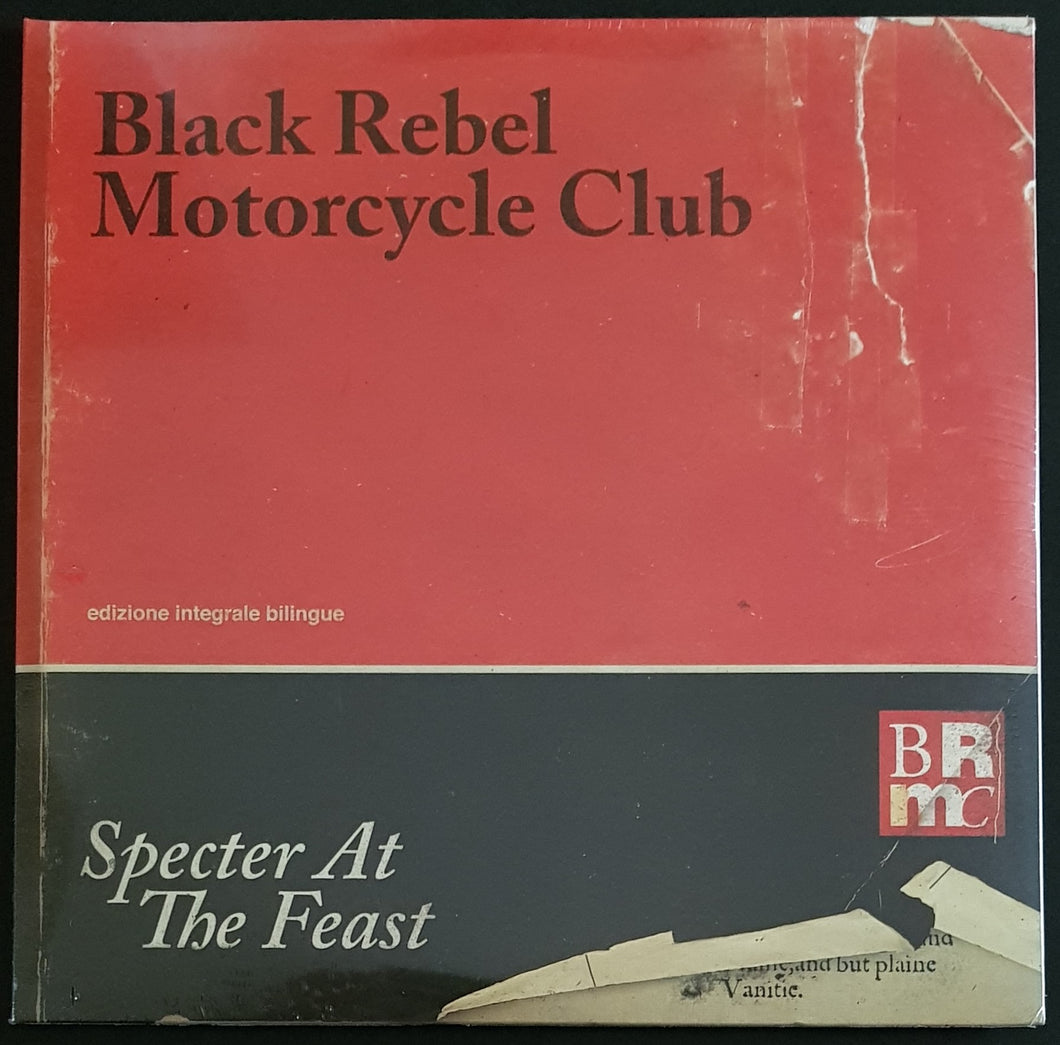 Black Rebel
Motorcycle Club
edizione integrale bilingue
BR
mc
Specter At
The Feast
and but plaine
Vanitie.